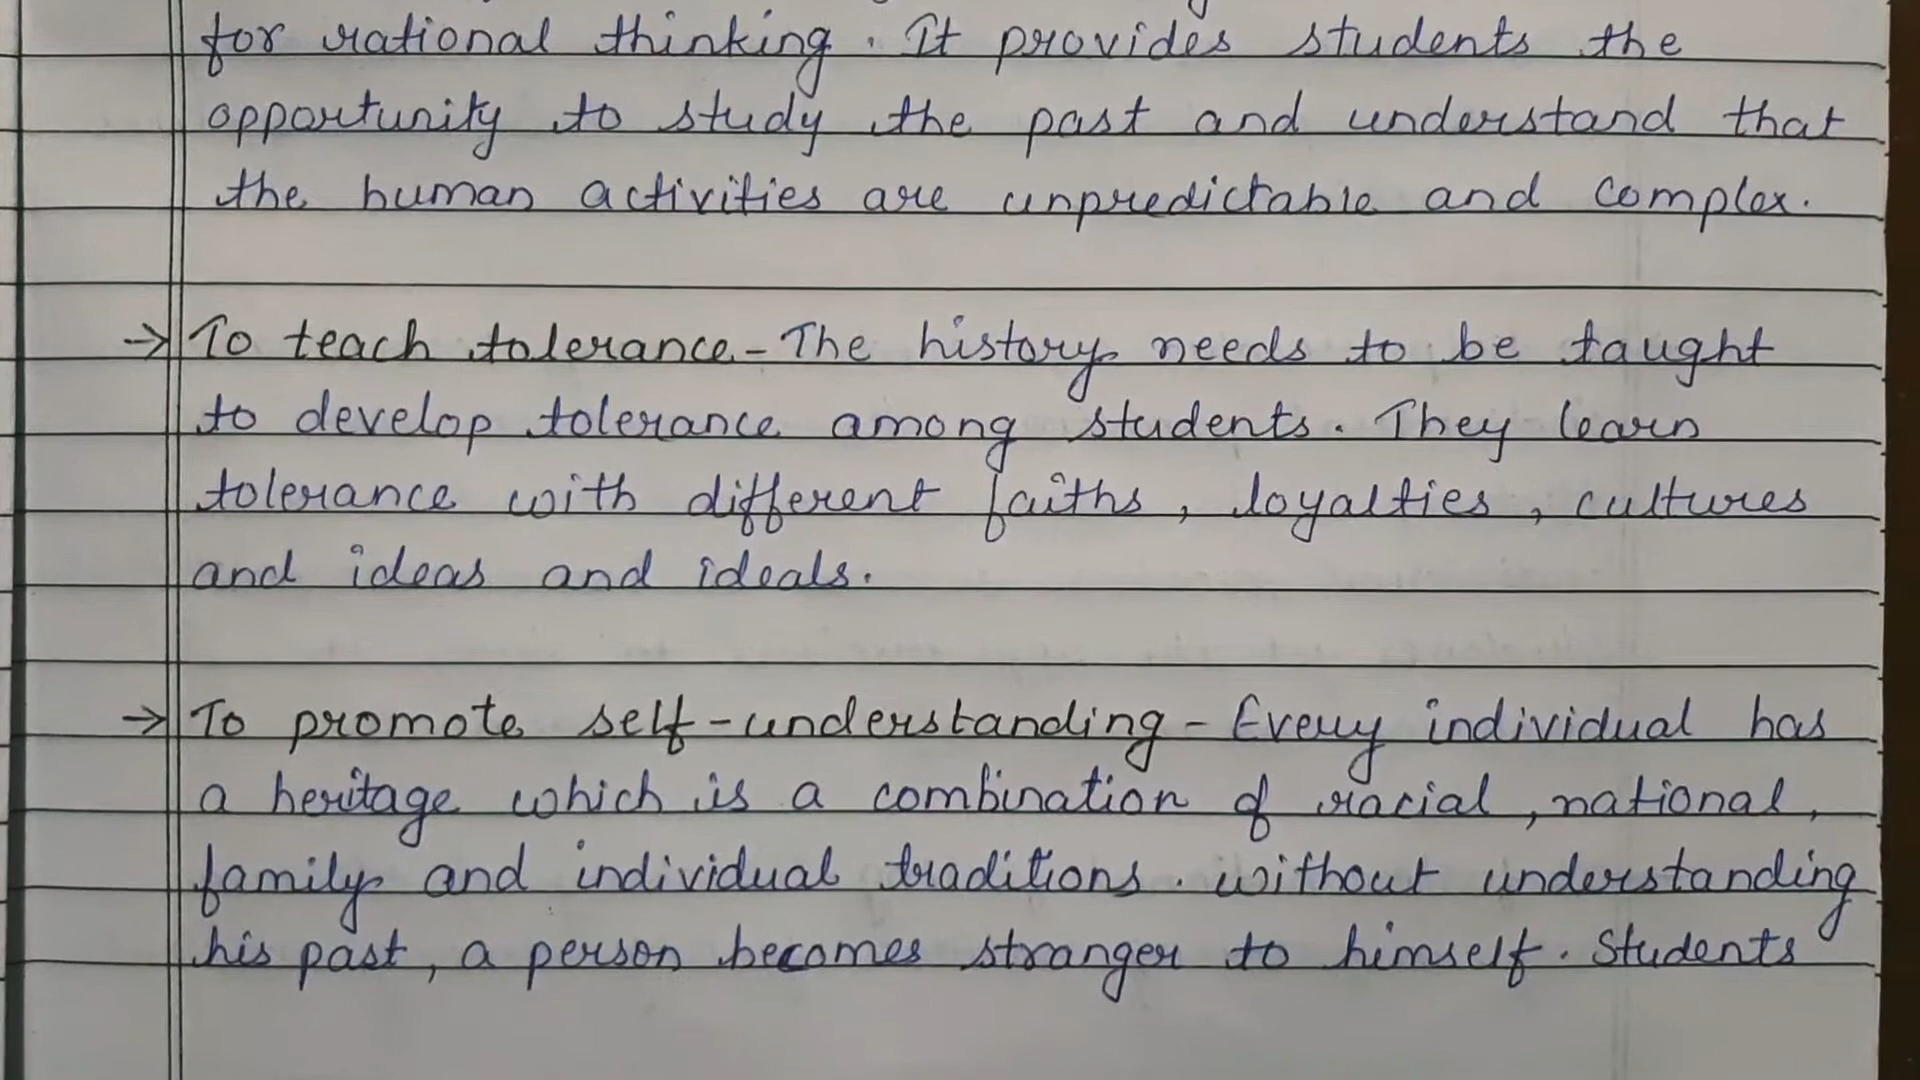 for rational thinking. It provides students the
opportunity to study the past and understand that
the human activities are unpredictable and complex.
→ To teach tolerance - The history needs to be taught
to develop tolerance among students. They learn
tolerance with different faiths, loyalties, cultures
and ideas and ideals.
→ To promote self-understanding - Every individual has
a heritage which is a combination of racial, national,
family and individual traditions. without understanding
his past, a person becomes stranger to himself. Students